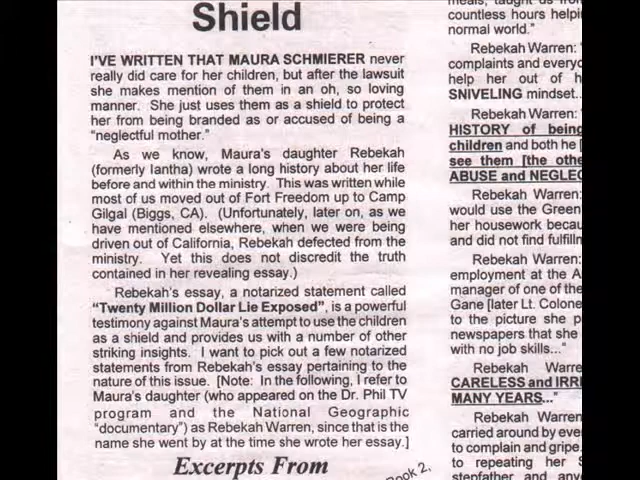 Shield
I'VE WRITTEN THAT MAURA SCHMIERER never
really did care for her children, but after the lawsuit
she makes mention of them in an oh, so loving
manner. She just uses them as a shield to protect
her from being branded as or accused of being a
"neglectful mother."
As we know, Maura's daughter Rebekah
(formerly Iantha) wrote a long history about her life
before and within the ministry. This was written while
most of us moved out of Fort Freedom up to Camp
Gilgal (Biggs, CA). (Unfortunately, later on, as we
have mentioned elsewhere, when we were being
driven out of California, Rebekah defected from the
ministry. Yet this does not discredit the truth
contained in her revealing essay.)
Rebekah's essay, a notarized statement called
"Twenty Million Dollar Lie Exposed", is a powerful
testimony against Maura's attempt to use the children
as a shield and provides us with a number of other
striking insights. I want to pick out a few notarized
statements from Rebekah's essay pertaining to the
nature of this issue. [Note: In the following, I refer to
Maura's daughter (who appeared on the Dr. Phil TV
program and the National Geographic
"documentary") as Rebekah Warren, since that is the
name she went by at the time she wrote her essay.]
Excerpts From
Book 2,
countless hours helpi
normal world."
Rebekah Warren: "
complaints and everyo
help her out of h
SNIVELING mindset..
Rebekah Warren: "
HISTORY of being
children and both he [
see them [the othe
ABUSE and NEGLEC
Rebekah Warren:
would use the Green
her housework becau
and did not find fulfilln
Rebekah Warren:
employment at the A
manager of one of the
Gane [later Lt. Colone
to the picture she p
newspapers that she
with no job skills..."
Rebekah Warre
CARELESS and IRRI
MANY YEARS..."
Rebekah Warren
carried around by eve
to complain and gripe.
to repeating her S
stepfather and any